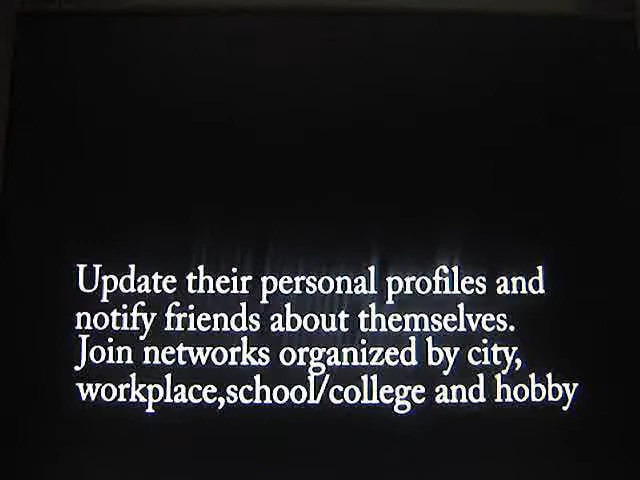 Update their personal profiles and
notify friends about themselves.
Join networks organized by city,
workplace,school/college and hobby